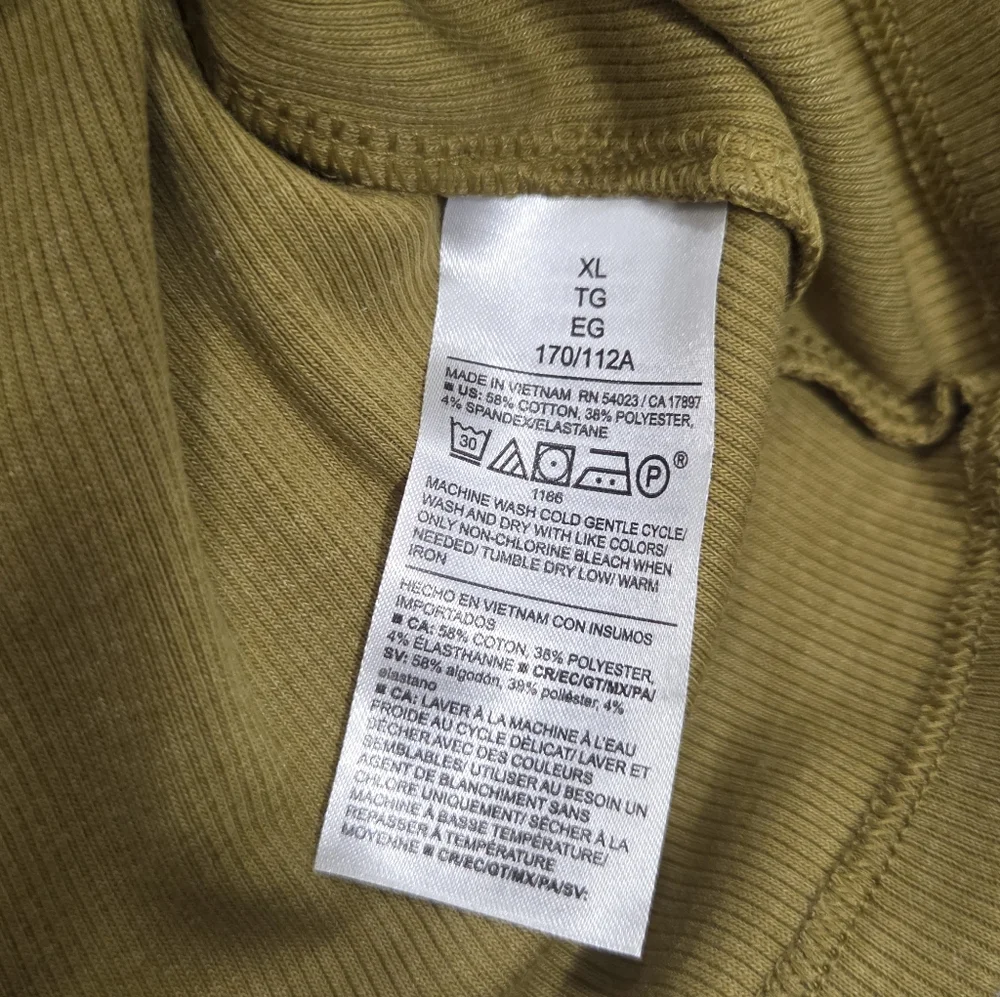 XL
TG
EG
170/112A
MADE IN VIETNAM RN 54023 / CA 17897
■ US: 58% COTTON, 38% POLYESTER,
4% SPANDEX/ELASTANE
30 P ®
1166
MACHINE WASH COLD GENTLE CYCLE/
WASH AND DRY WITH LIKE COLORS/
ONLY NON-CHLORINE BLEACH WHEN
NEEDED/ TUMBLE DRY LOW/ WARM
IRON
HECHO EN VIETNAM CON INSUMOS
IMPORTADOS
■ CA: 58% COTON, 38% POLYESTER,
4% ÉLASTHANNE ■ CR/EC/GT/MX/PA/
SV: 58% algodón, 38% poliéster, 4%
elastano
■ CA: LAVER À LA MACHINE À L'EAU
FROIDE AU CYCLE DÉLICAT/ LAVER ET
SÉCHER AVEC DES COULEURS
SEMBLABLES/ UTILISER AU BESOIN UN
AGENT DE BLANCHIMENT SANS
CHLORE UNIQUEMENT/ SÉCHER À LA
MACHINE À BASSE TEMPÉRATURE/
REPASSER À TEMPÉRATURE
MOYENNE ■ CR/EC/GT/MX/PA/SV: